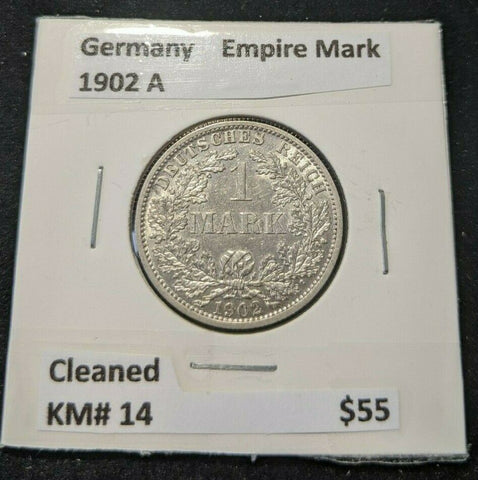 Germany Empire Mark
1902 A
DEUTSCHES REICH
1
MARK
1902
Cleaned
KM# 14 $55